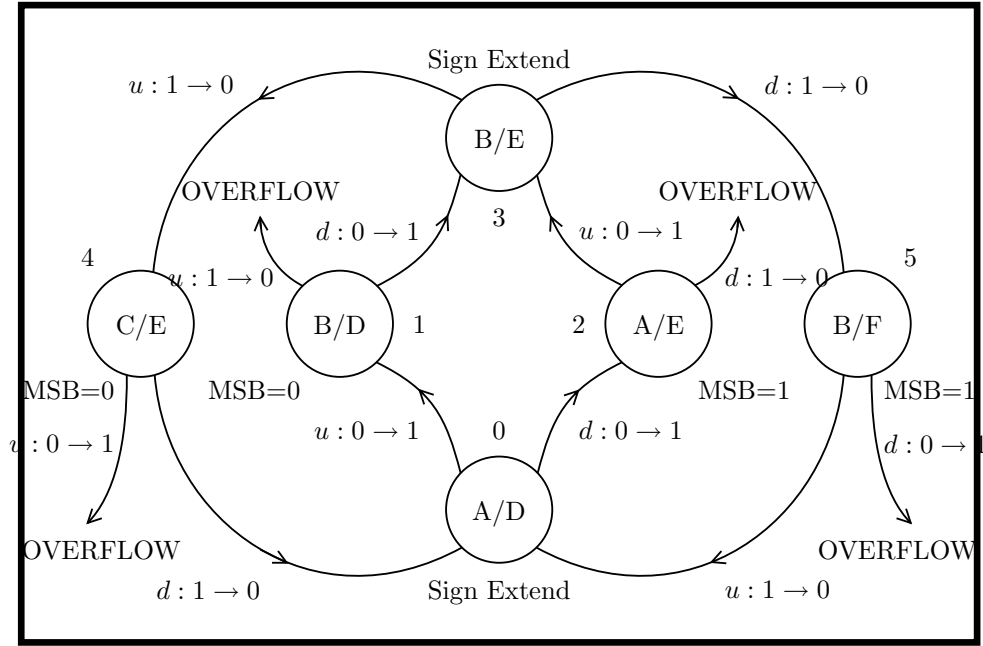 Sign Extend
u : 1 → 0
d : 1 → 0
B/E
OVERFLOW
OVERFLOW
3
d : 0 → 1
u : 0 → 1
4
5
u : 1 → 0
d : 1 → 0
C/E
B/D
1
2
A/E
B/F
MSB=0
MSB=0
MSB=1
MSB=1
u : 0 → 1
u : 0 → 1
0
d : 0 → 1
d : 0 → 1
A/D
OVERFLOW
OVERFLOW
d : 1 → 0
Sign Extend
u : 1 → 0